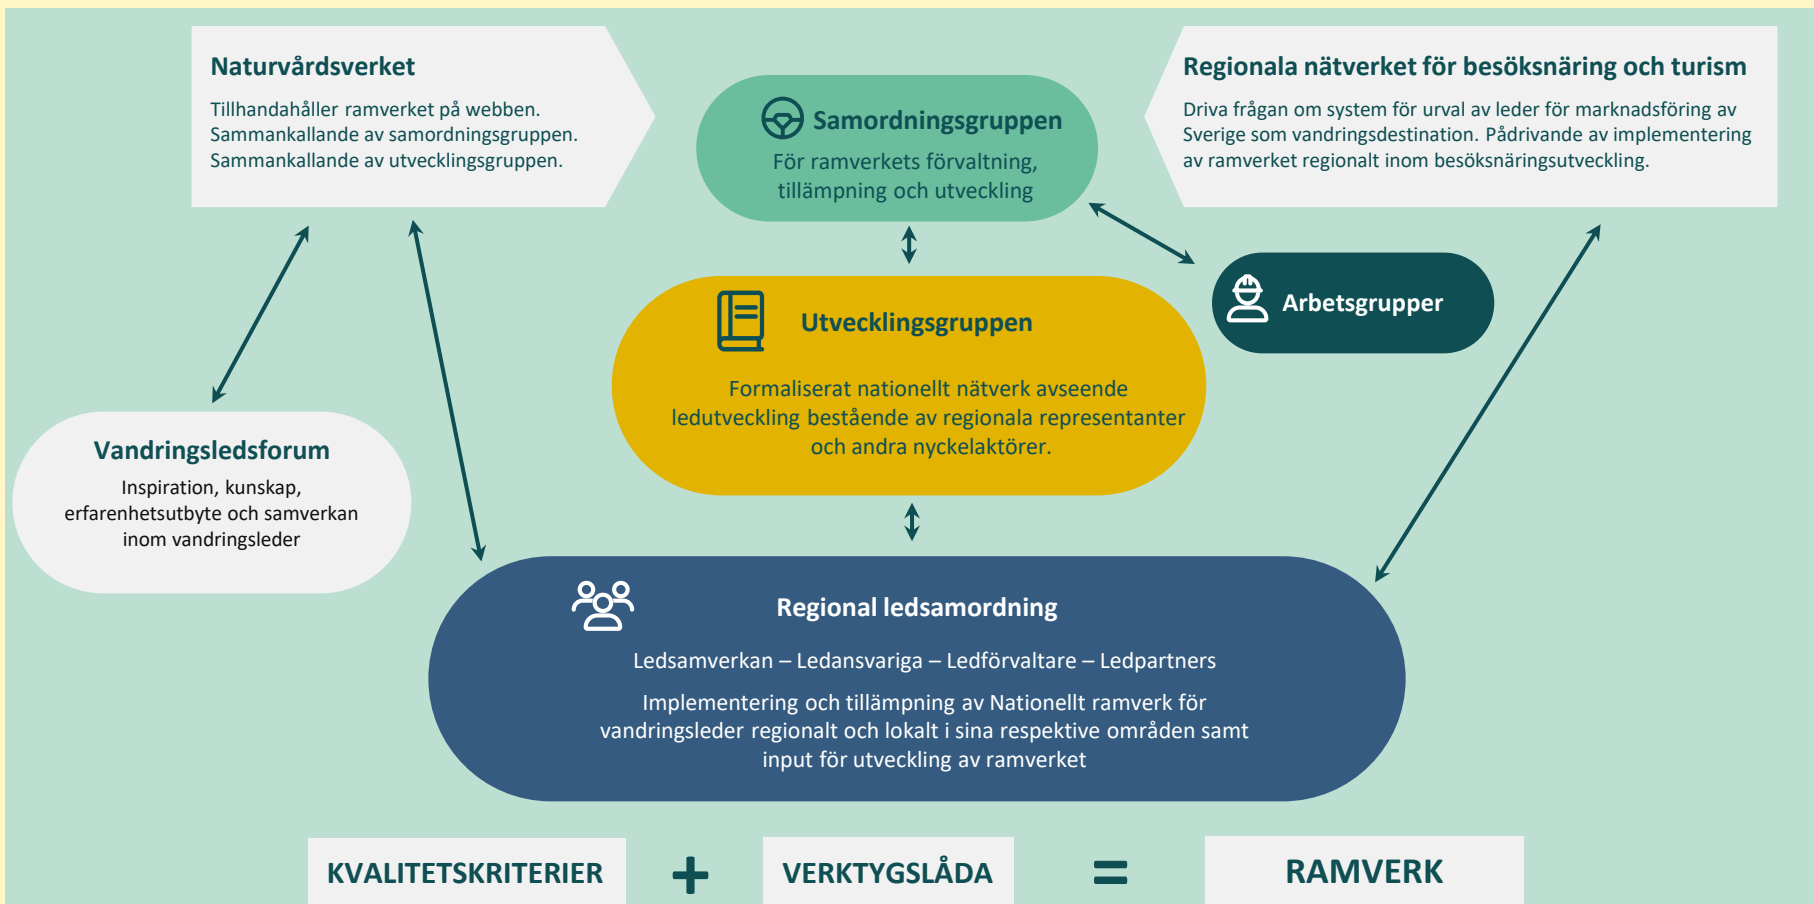 Naturvårdsverket
Tillhandahåller ramverket på webben.
Sammankallande av samordningsgruppen.
Sammankallande av utvecklingsgruppen.
Samordningsgruppen
För ramverkets förvaltning,
tillämpning och utveckling
Regionala nätverket för besöksnäring och turism
Driva frågan om system för urval av leder för marknadsföring av
Sverige som vandringsdestination. Pådrivande av implementering
av ramverket regionalt inom besöksnäringsutveckling.
Arbetsgrupper
Utvecklingsgruppen
Formaliserat nationellt nätverk avseende
ledutveckling bestående av regionala representanter
och andra nyckelaktörer.
Vandringsledsforum
Inspiration, kunskap,
erfarenhetsutbyte och samverkan
inom vandringsleder
Regional ledsamordning
Ledsamverkan – Ledansvariga – Ledförvaltare – Ledpartners
Implementering och tillämpning av Nationellt ramverk för
vandringsleder regionalt och lokalt i sina respektive områden samt
input för utveckling av ramverket
KVALITETSKRITERIER + VERKTYGSLÅDA = RAMVERK